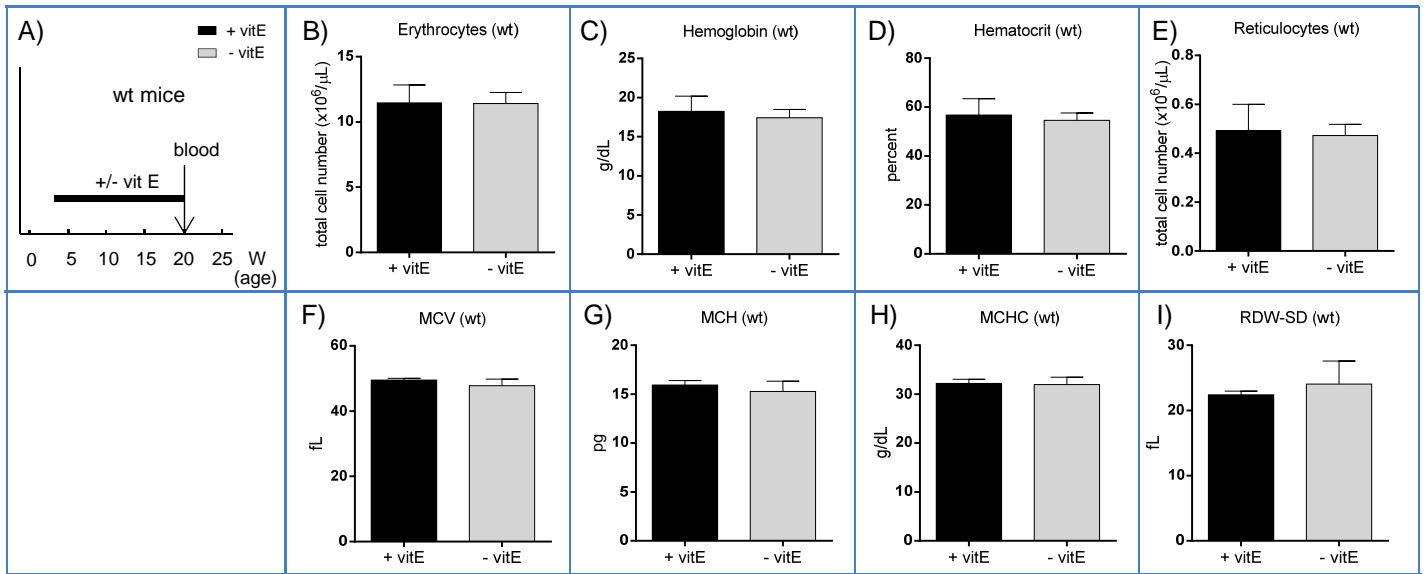 A)
+ vitE
- vitE
wt mice
blood
+/- vit E
0 5 10 15 20 25 W
(age)
B)
Erythrocytes (wt)
total cell number (x10⁶/μL)
15
10
5
0
+ vitE - vitE
C)
Hemoglobin (wt)
g/dL
25
20
15
10
5
0
+ vitE - vitE
D)
Hematocrit (wt)
percent
80
60
40
20
0
+ vitE - vitE
E)
Reticulocytes (wt)
total cell number (x10⁶/μL)
0.8
0.6
0.4
0.2
0.0
+ vitE - vitE
F)
MCV (wt)
fL
60
40
20
0
+ vitE - vitE
G)
MCH (wt)
pg
20
15
10
5
0
+ vitE - vitE
H)
MCHC (wt)
g/dL
40
30
20
10
0
+ vitE - vitE
I)
RDW-SD (wt)
fL
30
20
10
0
+ vitE - vitE